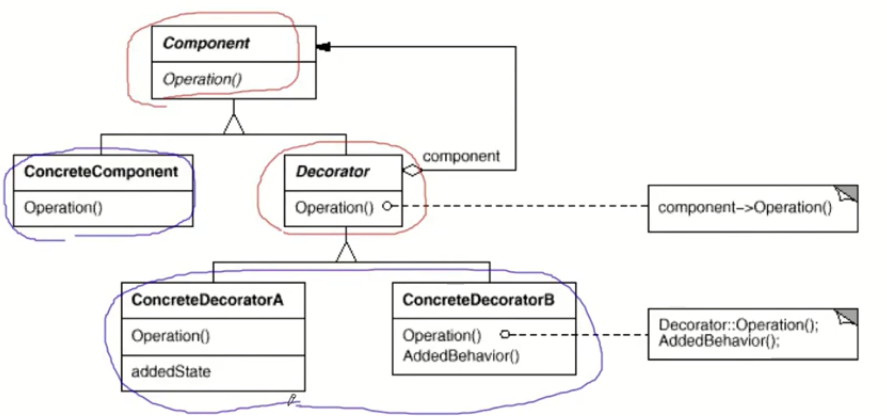 Component
Operation()
component
ConcreteComponent
Operation()
Decorator
Operation()
component->Operation()
ConcreteDecoratorA
Operation()
addedState
ConcreteDecoratorB
Operation()
AddedBehavior()
Decorator::Operation();
AddedBehavior();